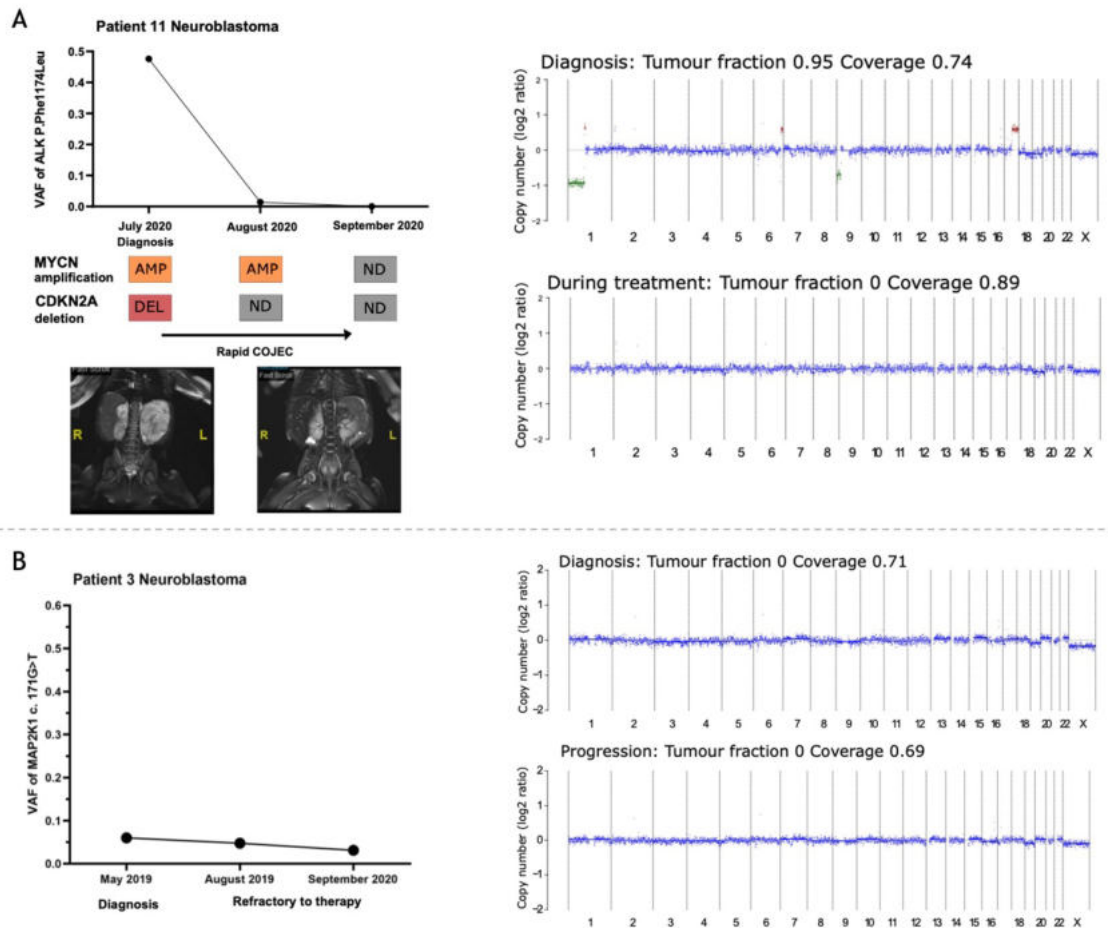 A
Patient 11 Neuroblastoma
VAF of ALK P.Phe1174Leu
0.5
0.4
0.3
0.2
0.1
0.0
July 2020
Diagnosis
August 2020
September 2020
MYCN
amplification
AMP
AMP
ND
CDKN2A
deletion
DEL
ND
ND
Rapid COJEC
R
L
R
L
Diagnosis: Tumour fraction 0.95 Coverage 0.74
Copy number (log2 ratio)
2
1
0
-1
-2
1 2 3 4 5 6 7 8 9 10 11 12 13 14 15 16 18 20 22 X
During treatment: Tumour fraction 0 Coverage 0.89
Copy number (log2 ratio)
2
1
0
-1
-2
1 2 3 4 5 6 7 8 9 10 11 12 13 14 15 16 18 20 22 X
B
Patient 3 Neuroblastoma
VAF of MAP2K1 c. 171G>T
0.6
0.5
0.4
0.3
0.2
0.1
0.0
May 2019
August 2019
September 2020
Diagnosis
Refractory to therapy
Diagnosis: Tumour fraction 0 Coverage 0.71
Copy number (log2 ratio)
2
1
0
-1
-2
1 2 3 4 5 6 7 8 9 10 11 12 13 14 15 16 18 20 22 X
Progression: Tumour fraction 0 Coverage 0.69
Copy number (log2 ratio)
2
1
0
-1
-2
1 2 3 4 5 6 7 8 9 10 11 12 13 14 15 16 18 20 22 X